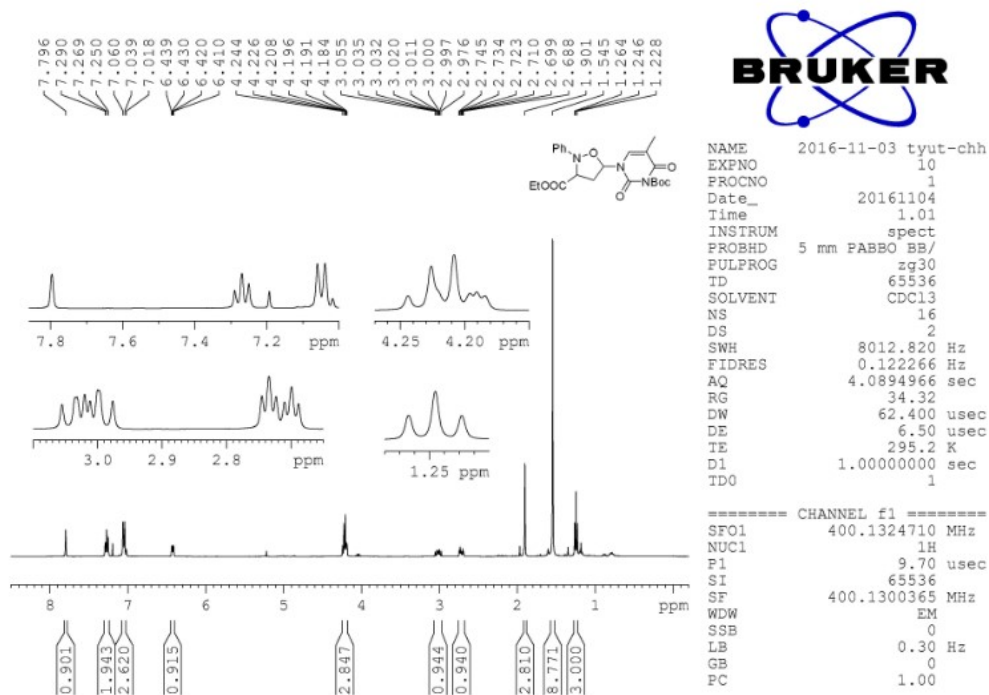 7.796
7.290
7.269
7.250
7.060
7.039
7.018
6.439
6.430
6.420
6.410
4.244
4.226
4.208
4.196
4.191
4.184
3.055
3.035
3.032
3.020
3.011
3.000
2.997
2.976
2.745
2.734
2.723
2.710
2.699
2.688
1.901
1.545
1.264
1.246
1.228
BRUKER
Ph
N
O
N
O
O
NBoc
EtOOC
7.8 7.6 7.4 7.2 ppm
4.25 4.20 ppm
3.0 2.9 2.8 ppm
1.25 ppm
8 7 6 5 4 3 2 1 ppm
0.901
1.943
2.620
0.915
2.847
0.944
0.940
2.810
8.771
3.000
NAME 2016-11-03 tyut-chh
EXPNO 10
PROCNO 1
Date_ 20161104
Time 1.01
INSTRUM spect
PROBHD 5 mm PABBO BB/
PULPROG zg30
TD 65536
SOLVENT CDCl3
NS 16
DS 2
SWH 8012.820 Hz
FIDRES 0.122266 Hz
AQ 4.0894966 sec
RG 34.32
DW 62.400 usec
DE 6.50 usec
TE 295.2 K
D1 1.00000000 sec
TD0 1
======== CHANNEL f1 ========
SFO1 400.1324710 MHz
NUC1 1H
P1 9.70 usec
SI 65536
SF 400.1300365 MHz
WDW EM
SSB 0
LB 0.30 Hz
GB 0
PC 1.00